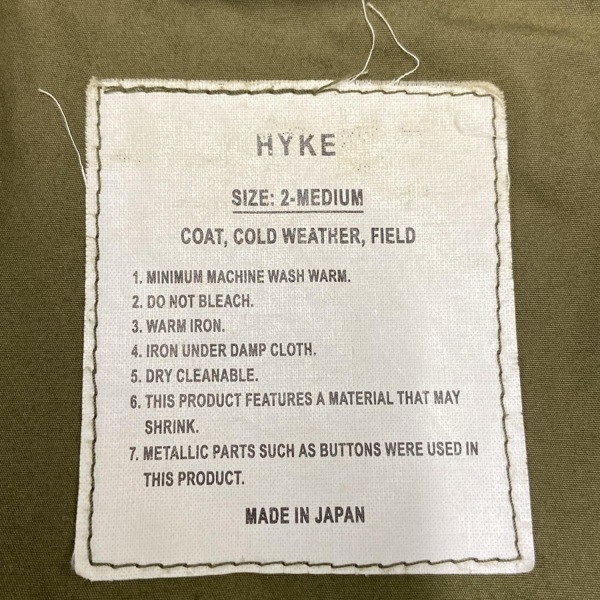 HYKE
SIZE: 2-MEDIUM
COAT, COLD WEATHER, FIELD
1. MINIMUM MACHINE WASH WARM.
2. DO NOT BLEACH.
3. WARM IRON.
4. IRON UNDER DAMP CLOTH.
5. DRY CLEANABLE.
6. THIS PRODUCT FEATURES A MATERIAL THAT MAY
SHRINK.
7. METALLIC PARTS SUCH AS BUTTONS WERE USED IN
THIS PRODUCT.
MADE IN JAPAN